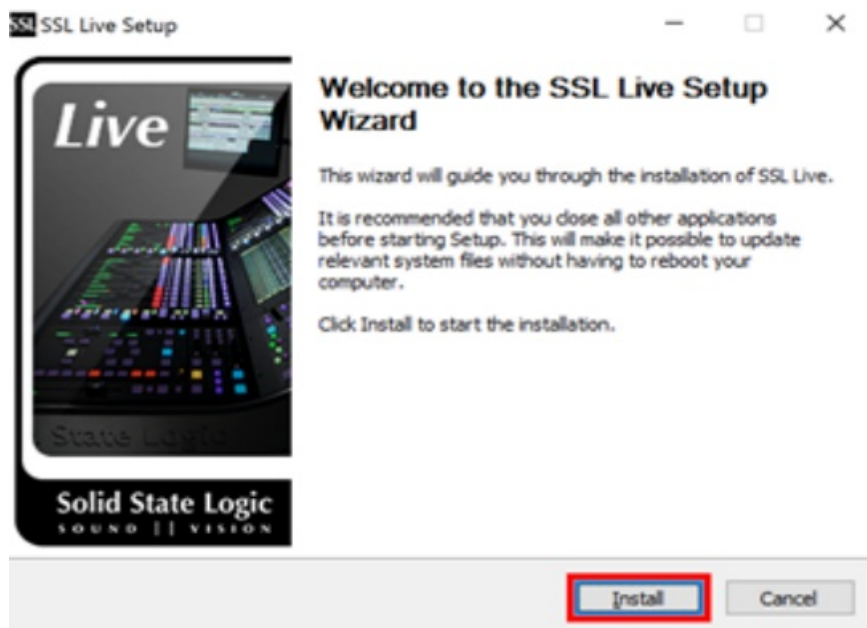 SSL SSL Live Setup
Live
Welcome to the SSL Live Setup
Wizard
This wizard will guide you through the installation of SSL Live.
It is recommended that you close all other applications
before starting Setup. This will make it possible to update
relevant system files without having to reboot your
computer.
Click Install to start the installation.
State Logic
Solid State Logic
SOUND || VISION
Install
Cancel